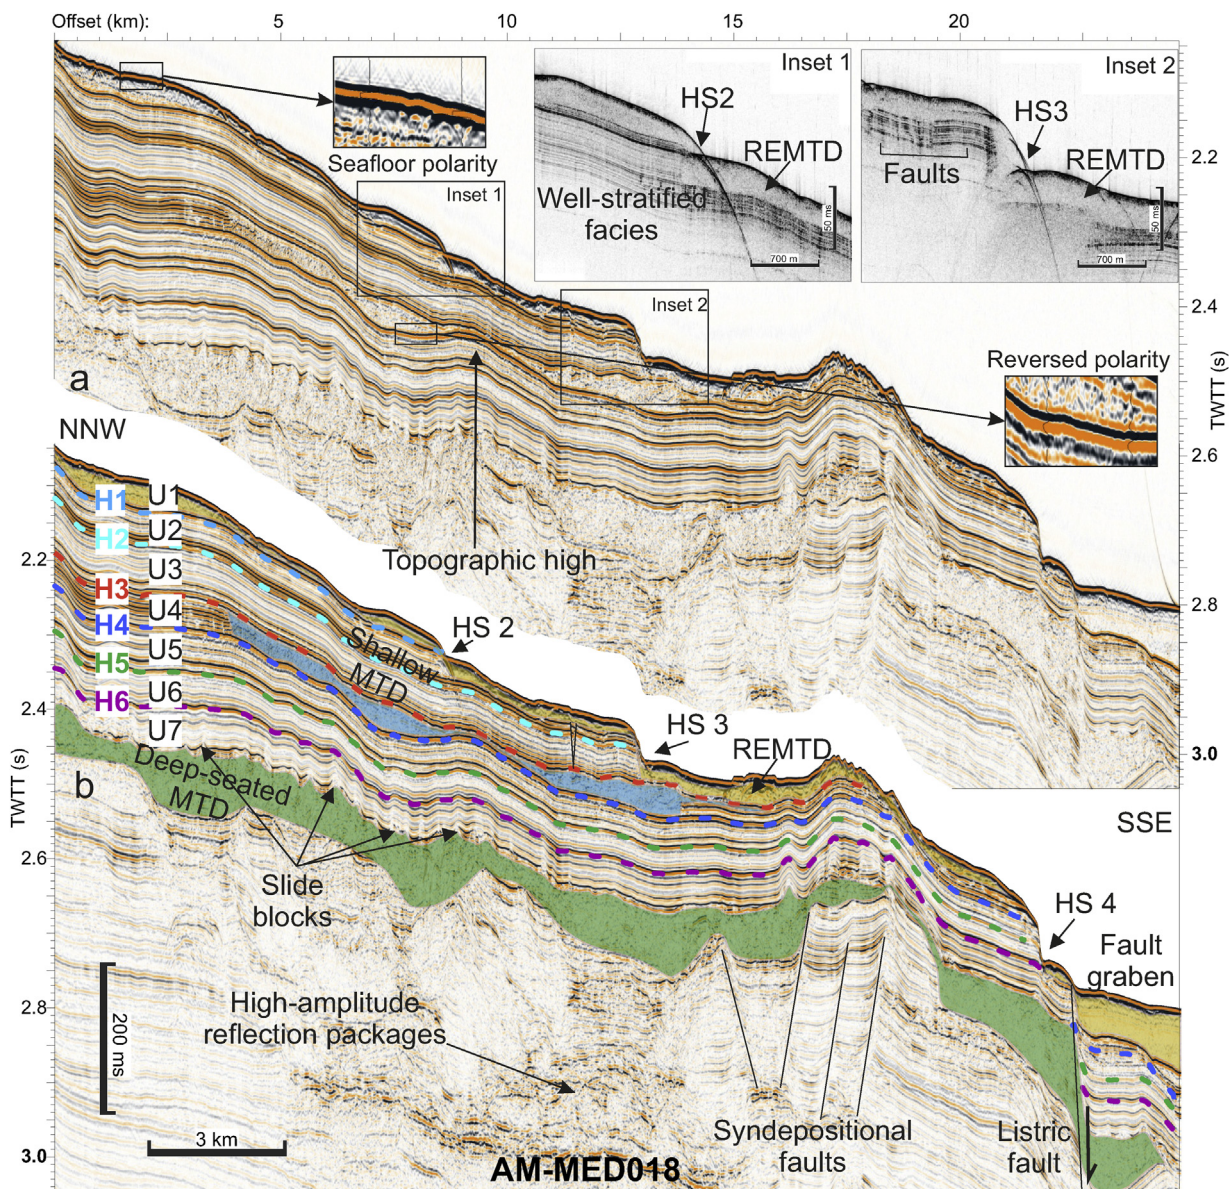 Offset (km):
5
10
15
20
Inset 1
Inset 2
HS2
HS3
REMTD
REMTD
Faults
Well-stratified
facies
50 ms
50 ms
700 m
700 m
Seafloor polarity
Inset 1
Inset 2
2.2
2.4
2.6
2.8
3.0
TWTT (s)
Reversed polarity
a
NNW
Topographic high
H1
U1
H2
U2
U3
H3
U4
H4
U5
H5
U6
H6
U7
2.2
2.4
2.6
2.8
3.0
TWTT (s)
HS 2
Shallow
MTD
HS 3
REMTD
Deep-seated
MTD
b
SSE
Slide
blocks
HS 4
Fault
graben
High-amplitude
reflection packages
200 ms
3 km
Syndepositional
faults
Listric
fault
AM-MED018